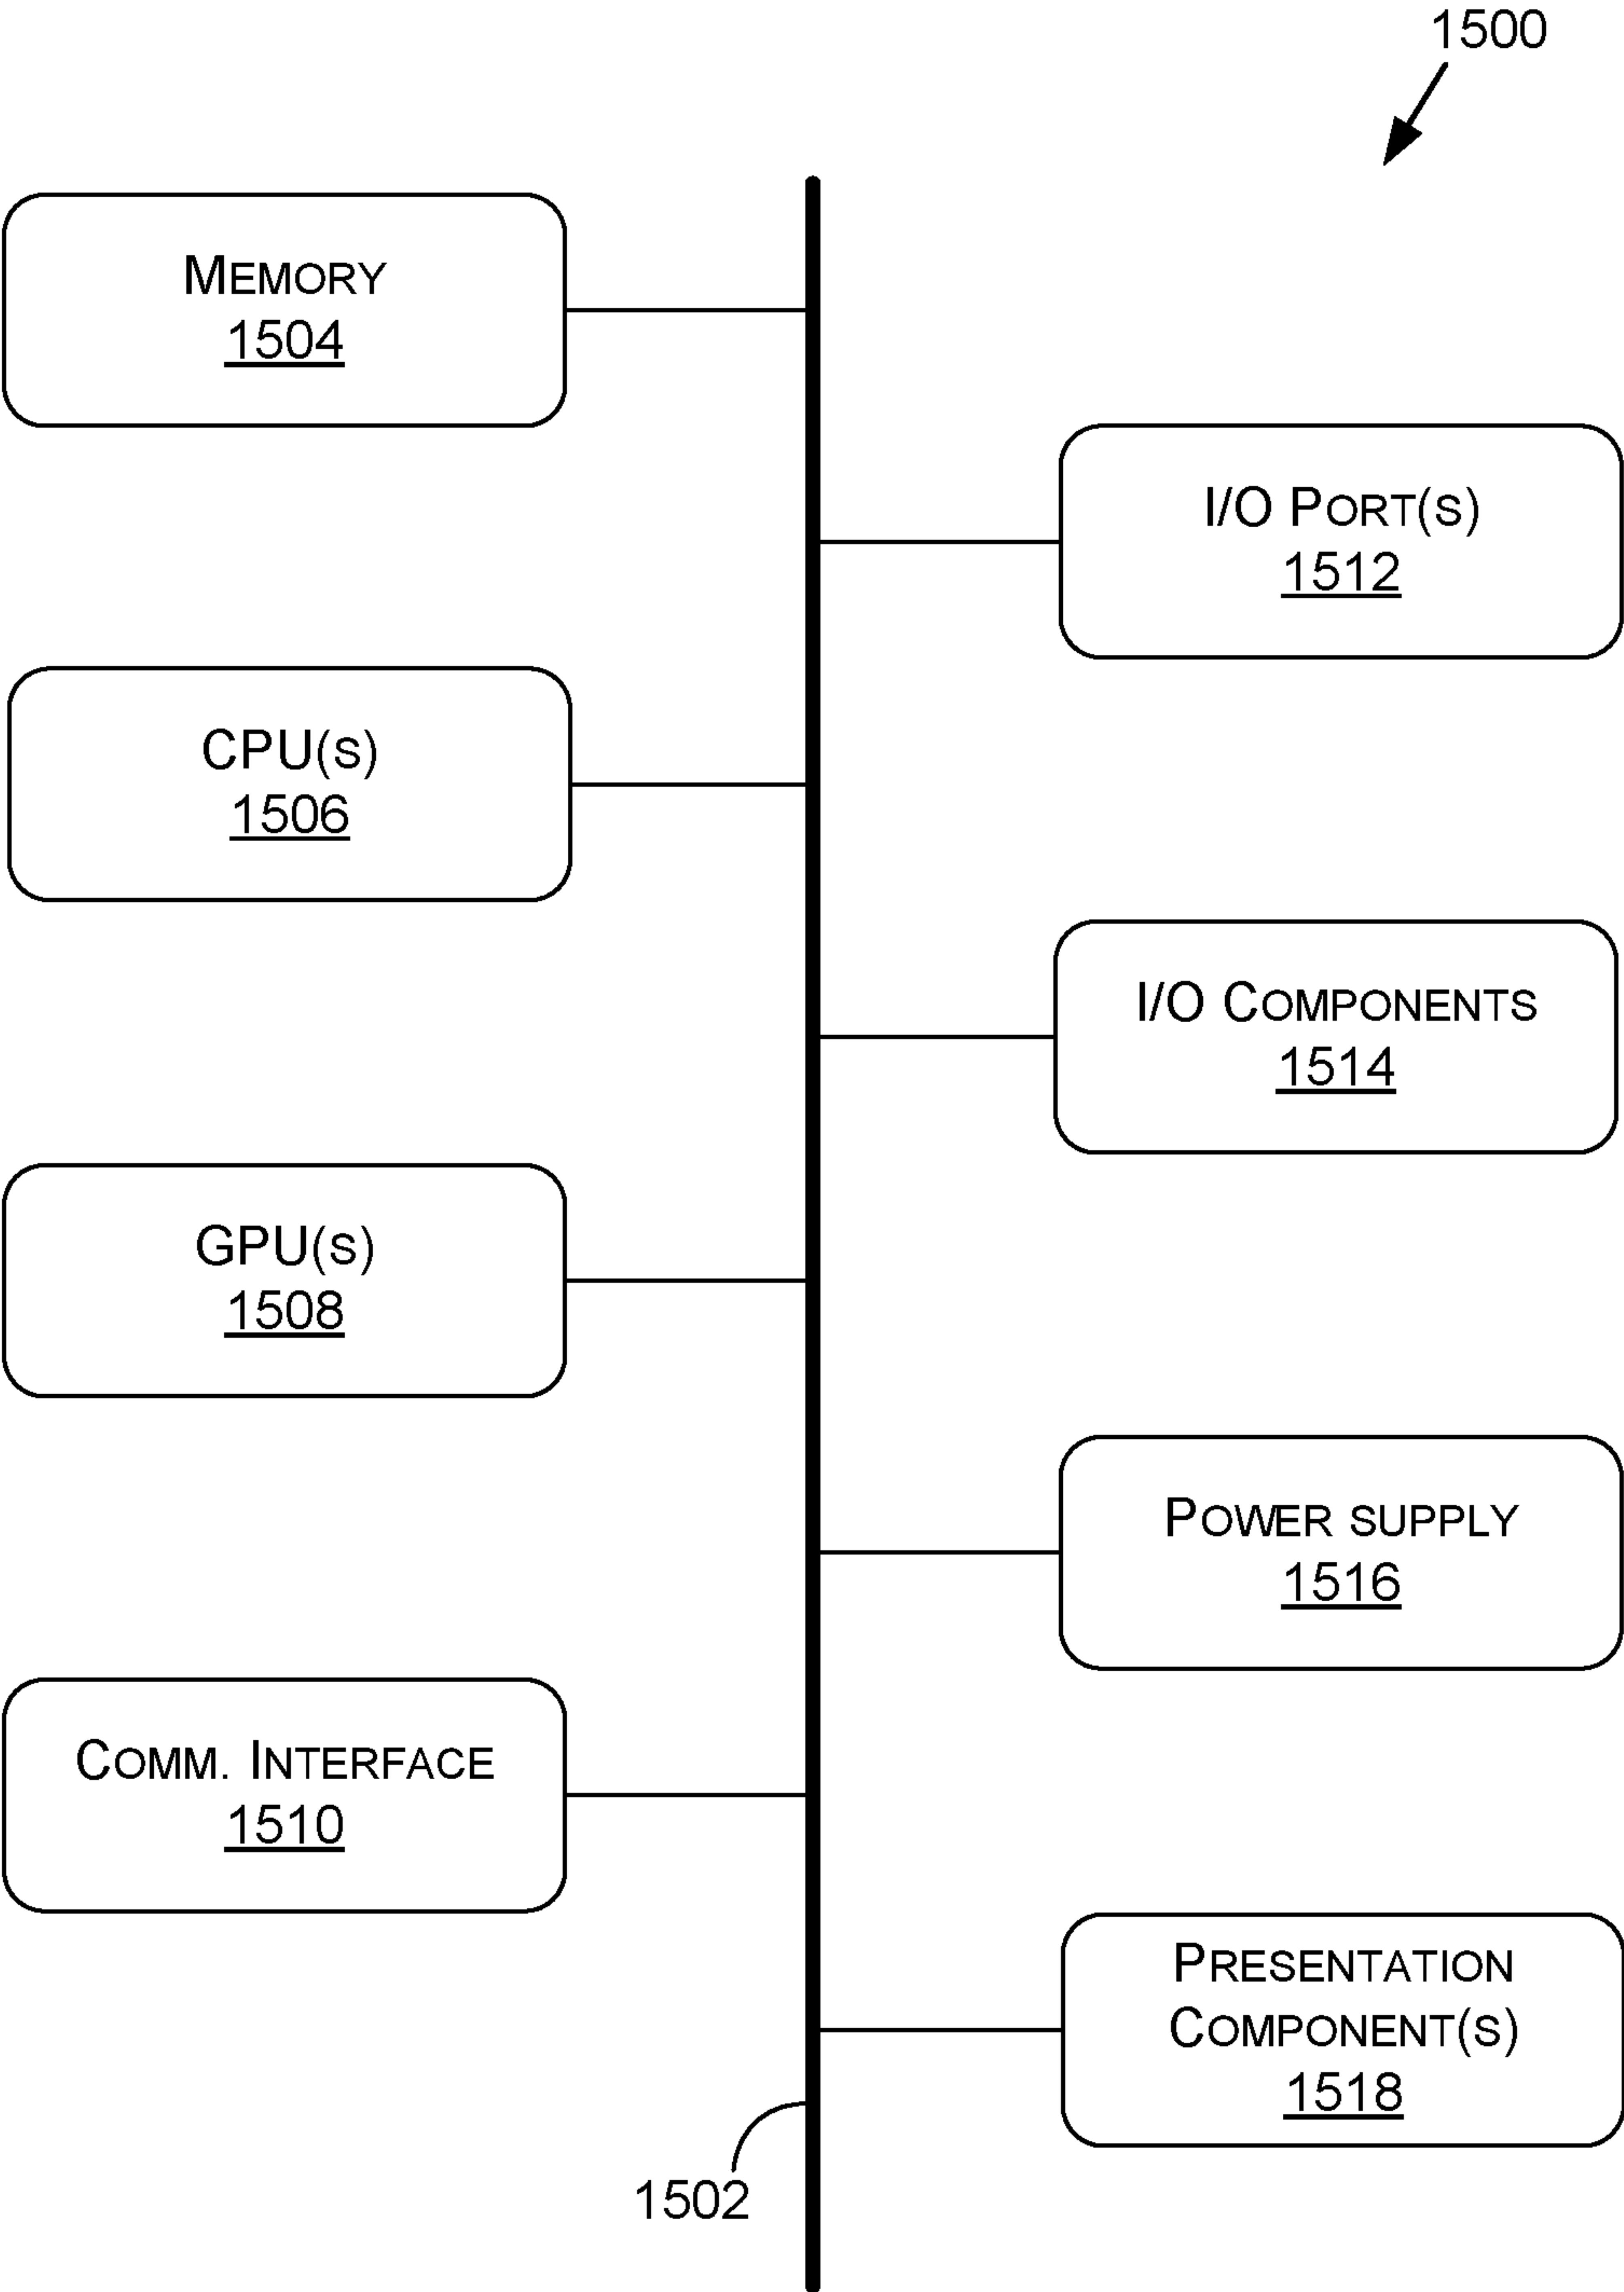 1500
MEMORY
1504
I/O PORT(S)
1512
CPU(S)
1506
I/O COMPONENTS
1514
GPU(S)
1508
POWER SUPPLY
1516
COMM. INTERFACE
1510
PRESENTATION
COMPONENT(S)
1518
1502